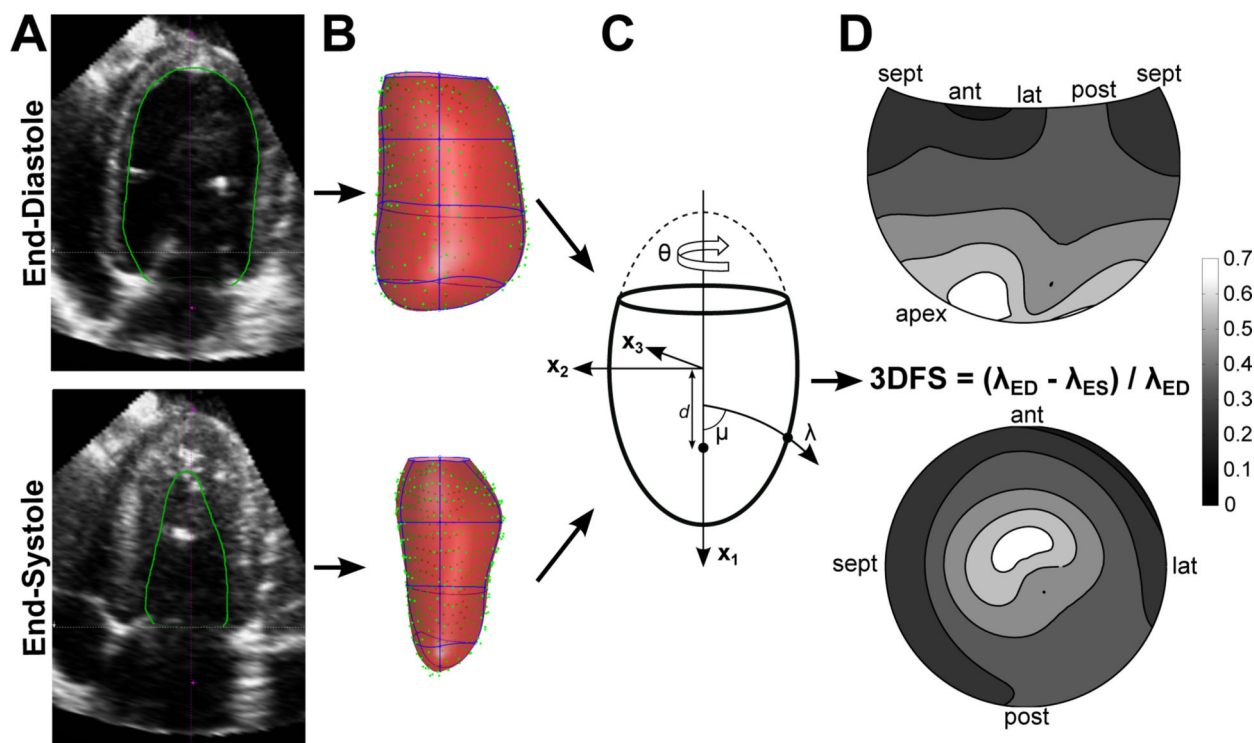 A
B
C
D
End-Diastole
End-Systole
θ
x3
x2
d
μ
λ
x1
sept
ant
lat
post
sept
apex
3DFS = (λED - λES) / λED
0.7
0.6
0.5
0.4
0.3
0.2
0.1
0
ant
sept
lat
post